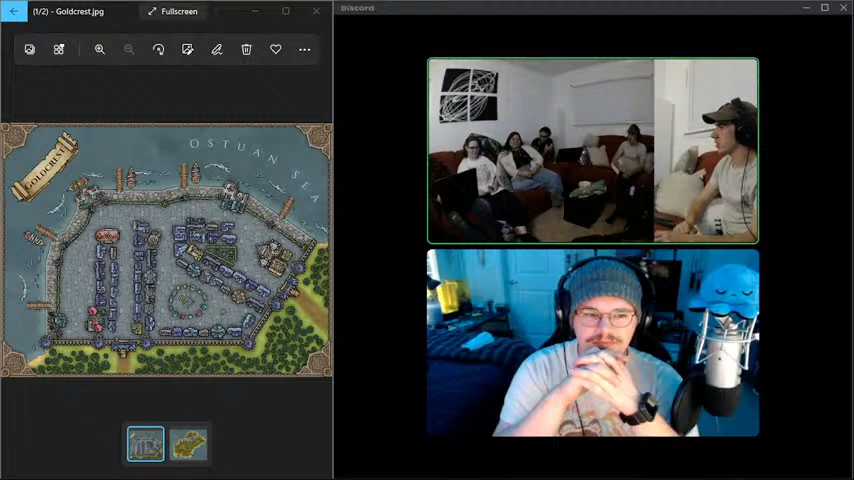 (1/2) - Goldcrest.jpg
Fullscreen
Discord
GOLDCREST
OSTUAN SEA